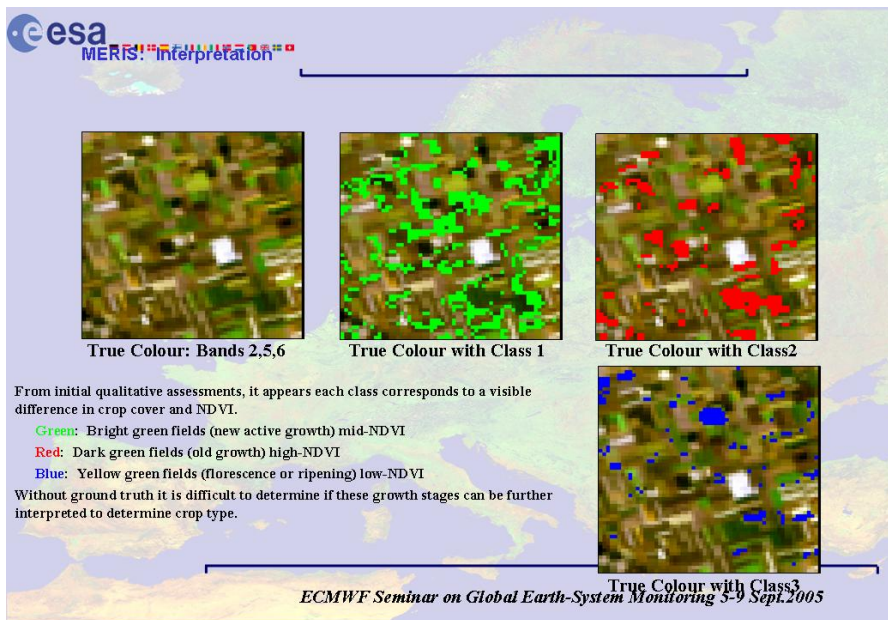 esa
MERIS: Interpretation
True Colour: Bands 2,5,6
True Colour with Class 1
True Colour with Class2
From initial qualitative assessments, it appears each class corresponds to a visible
difference in crop cover and NDVI.
Green: Bright green fields (new active growth) mid-NDVI
Red: Dark green fields (old growth) high-NDVI
Blue: Yellow green fields (florescence or ripening) low-NDVI
Without ground truth it is difficult to determine if these growth stages can be further
interpreted to determine crop type.
True Colour with Class3
ECMWF Seminar on Global Earth-System Monitoring 5-9 Sept.2005